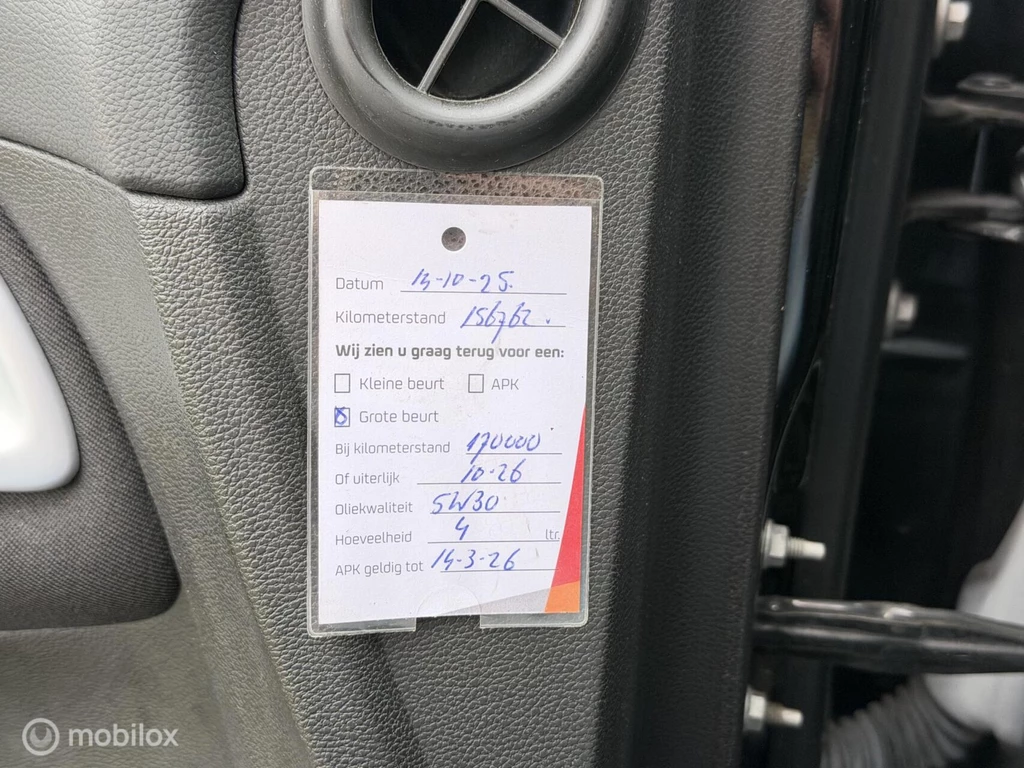 Datum 14-10-25.
Kilometerstand 156762.
Wij zien u graag terug voor een:
Kleine beurt APK
Grote beurt
Bij kilometerstand 170000
Of uiterlijk 10-26
Oliekwaliteit 5W30
Hoeveelheid 4 ltr.
APK geldig tot 14-3-26
mobilox